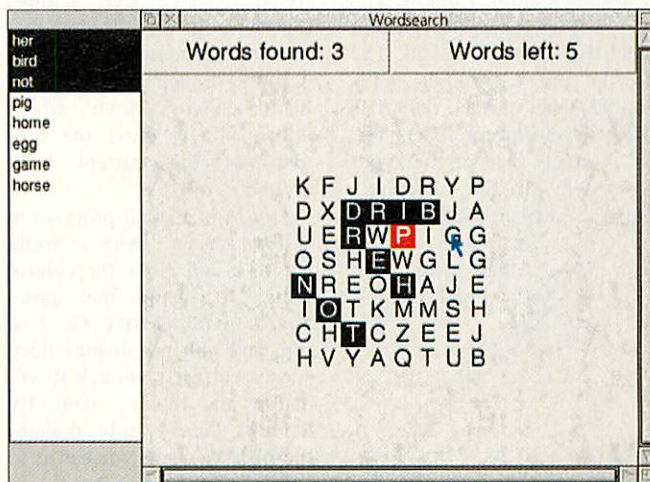 Wordsearch
Words found: 3 Words left: 5
her
bird
not
pig
home
egg
game
horse
K F J I D R Y P
D X D R I B J A
U E R W P I G G
O S H E W G L G
N R E O H A J E
I O T K M M S H
C H T C Z E E J
H V Y A Q T U B